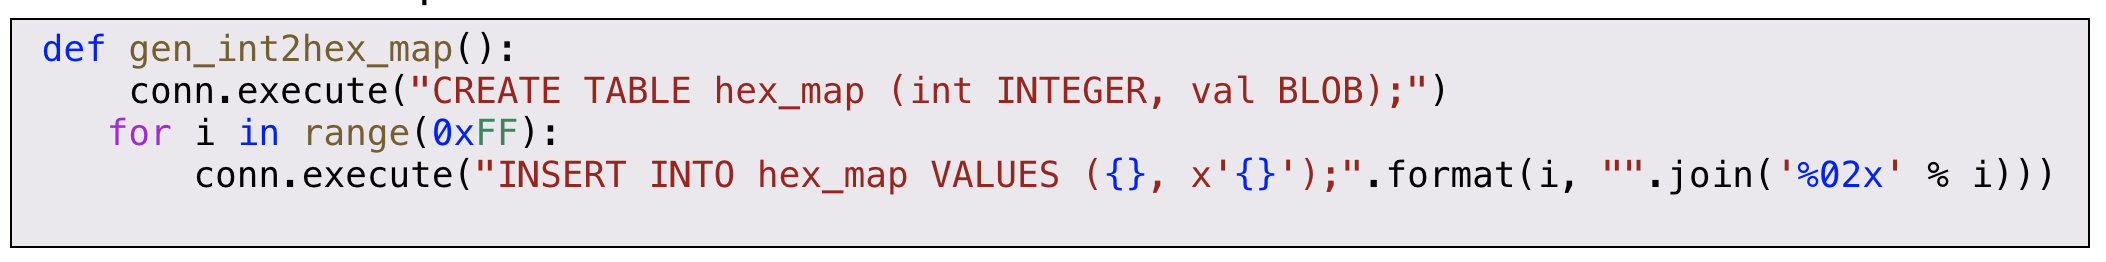 def gen_int2hex_map():
    conn.execute("CREATE TABLE hex_map (int INTEGER, val BLOB);")
   for i in range(0xFF):
       conn.execute("INSERT INTO hex_map VALUES ({}, x'{}');".format(i, "".join('%02x' % i)))